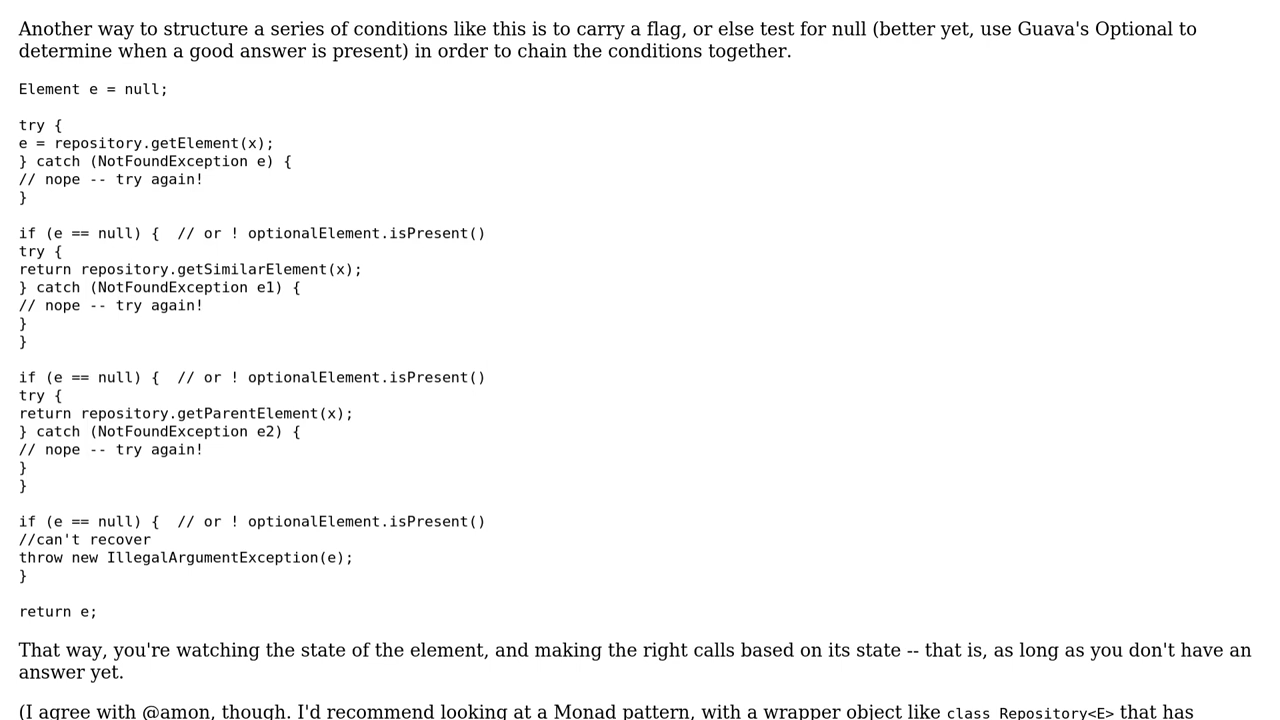 Another way to structure a series of conditions like this is to carry a flag, or else test for null (better yet, use Guava's Optional to
determine when a good answer is present) in order to chain the conditions together.
Element e = null;
try {
e = repository.getElement(x);
} catch (NotFoundException e) {
// nope -- try again!
}
if (e == null) {  // or ! optionalElement.isPresent()
try {
return repository.getSimilarElement(x);
} catch (NotFoundException e1) {
// nope -- try again!
}
}
if (e == null) {  // or ! optionalElement.isPresent()
try {
return repository.getParentElement(x);
} catch (NotFoundException e2) {
// nope -- try again!
}
}
if (e == null) {  // or ! optionalElement.isPresent()
//can't recover
throw new IllegalArgumentException(e);
}
return e;
That way, you're watching the state of the element, and making the right calls based on its state -- that is, as long as you don't have an
answer yet.
(I agree with @amon, though. I'd recommend looking at a Monad pattern, with a wrapper object like class Repository<E> that has